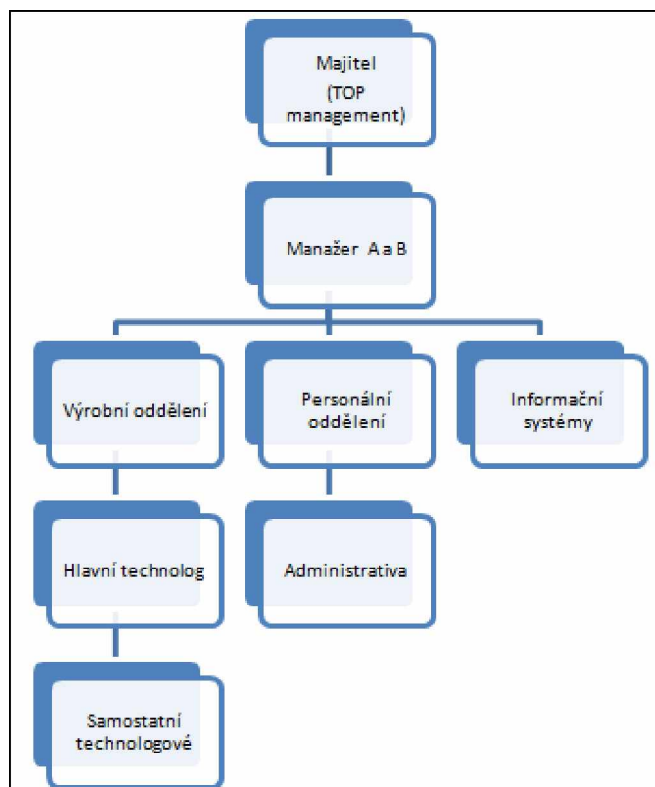 Majitel
(TOP
management)
Manažer A a B
Výrobní oddělení
Personální
oddělení
Informační
systémy
Hlavní technolog
Administrativa
Samostatní
technologové